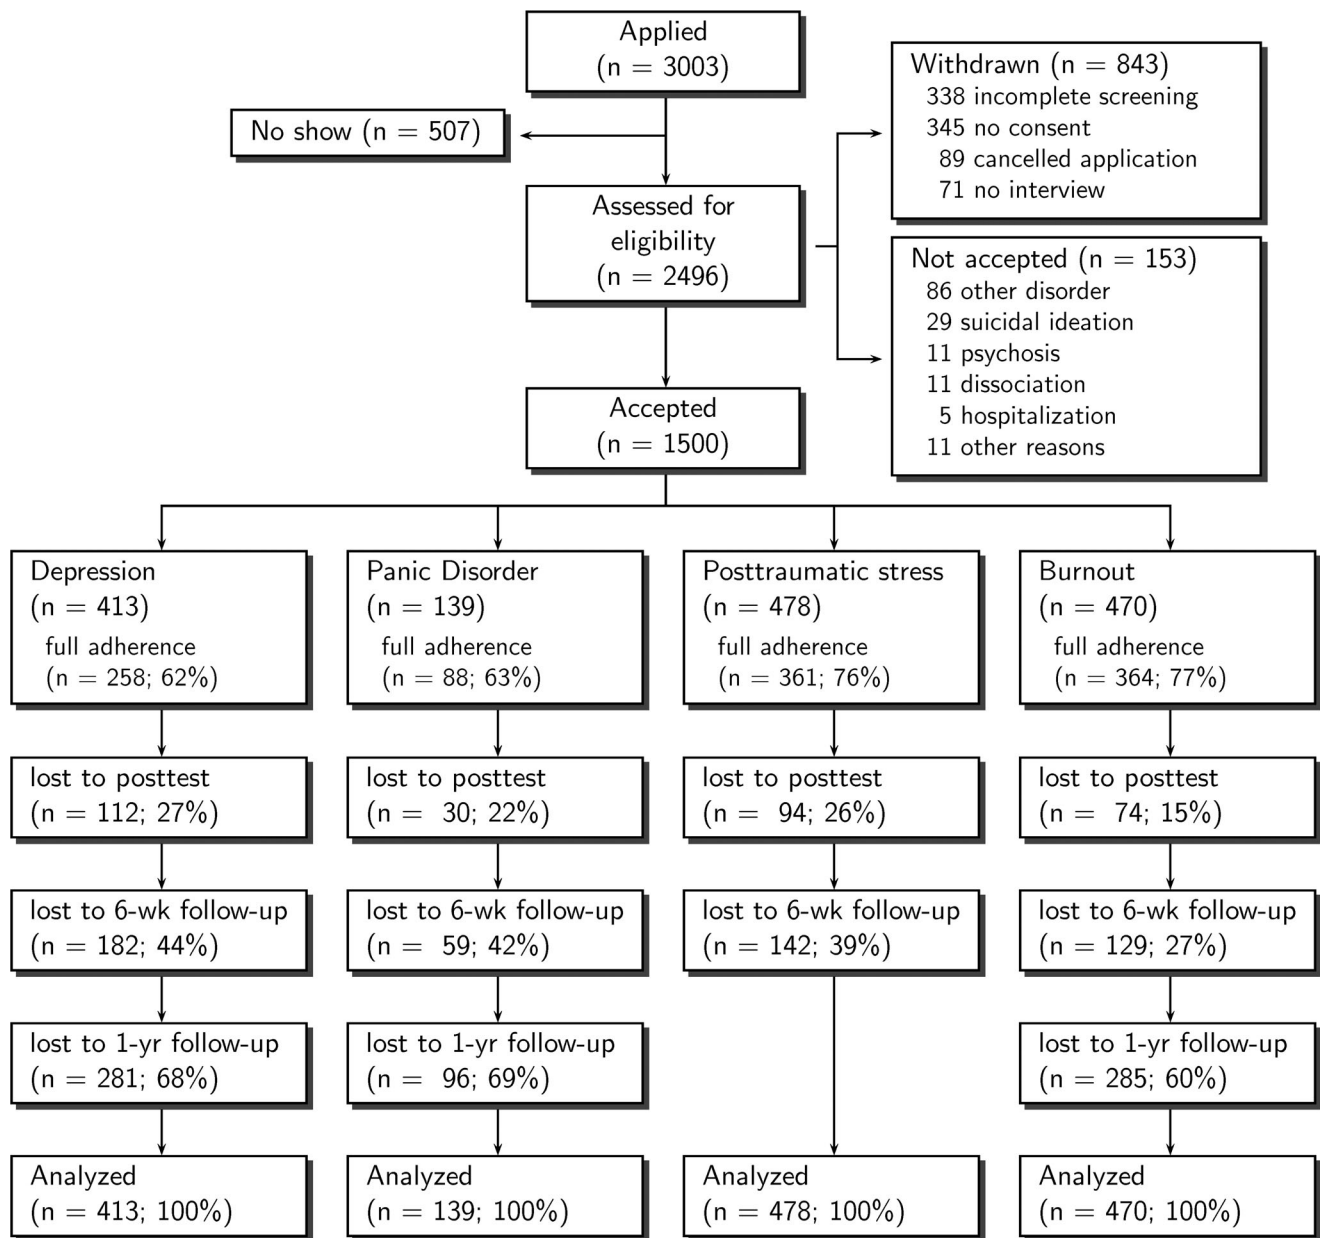 Applied
(n = 3003)
No show (n = 507)
Withdrawn (n = 843)
338 incomplete screening
345 no consent
89 cancelled application
71 no interview
Assessed for
eligibility
(n = 2496)
Not accepted (n = 153)
86 other disorder
29 suicidal ideation
11 psychosis
11 dissociation
5 hospitalization
11 other reasons
Accepted
(n = 1500)
Depression
(n = 413)
full adherence
(n = 258; 62%)
Panic Disorder
(n = 139)
full adherence
(n = 88; 63%)
Posttraumatic stress
(n = 478)
full adherence
(n = 361; 76%)
Burnout
(n = 470)
full adherence
(n = 364; 77%)
lost to posttest
(n = 112; 27%)
lost to posttest
(n = 30; 22%)
lost to posttest
(n = 94; 26%)
lost to posttest
(n = 74; 15%)
lost to 6-wk follow-up
(n = 182; 44%)
lost to 6-wk follow-up
(n = 59; 42%)
lost to 6-wk follow-up
(n = 142; 39%)
lost to 6-wk follow-up
(n = 129; 27%)
lost to 1-yr follow-up
(n = 281; 68%)
lost to 1-yr follow-up
(n = 96; 69%)
lost to 1-yr follow-up
(n = 285; 60%)
Analyzed
(n = 413; 100%)
Analyzed
(n = 139; 100%)
Analyzed
(n = 478; 100%)
Analyzed
(n = 470; 100%)